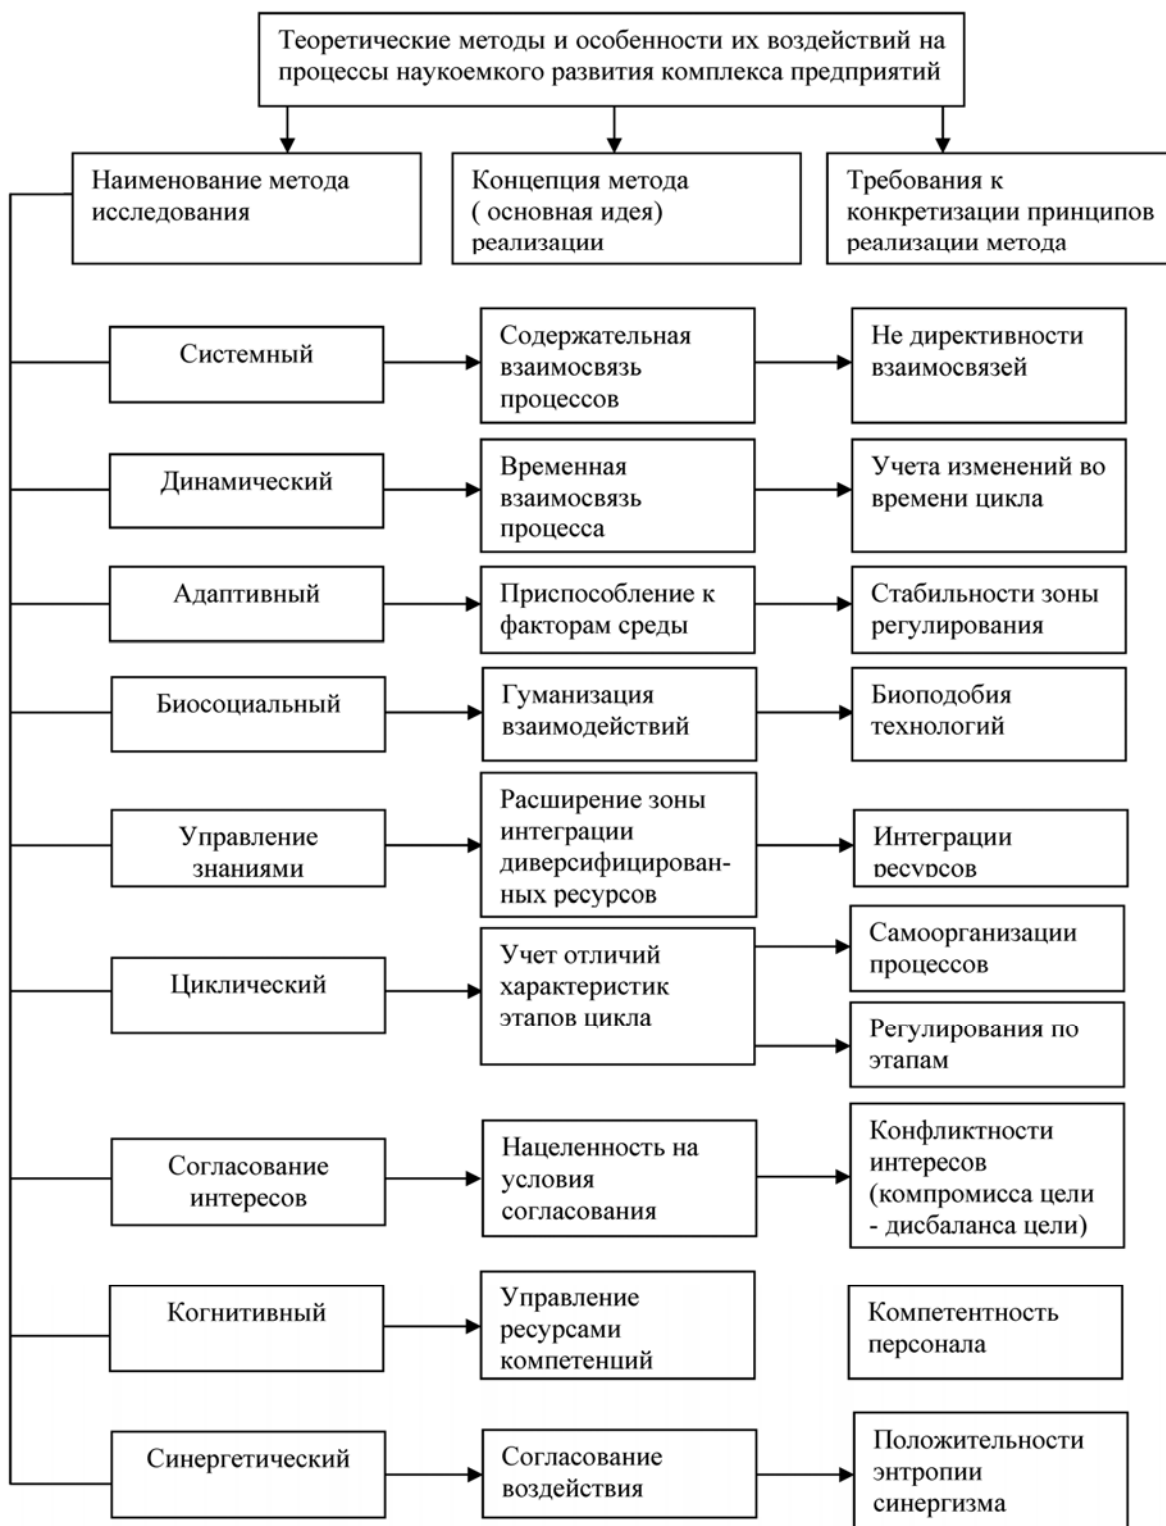 Теоретические методы и особенности их воздействий на
процессы наукоемкого развития комплекса предприятий
Наименование метода
исследования
Концепция метода
( основная идея)
реализации
Требования к
конкретизации принципов
реализации метода
Системный
Содержательная
взаимосвязь
процессов
Не директивности
взаимосвязей
Динамический
Временная
взаимосвязь
процесса
Учета изменений во
времени цикла
Адаптивный
Приспособление к
факторам среды
Стабильности зоны
регулирования
Биосоциальный
Гуманизация
взаимодействий
Биоподобия
технологий
Управление
знаниями
Расширение зоны
интеграции
диверсифицирован-
ных ресурсов
Интеграции
ресурсов
Циклический
Учет отличий
характеристик
этапов цикла
Самоорганизации
процессов
Регулирования по
этапам
Согласование
интересов
Нацеленность на
условия
согласования
Конфликтности
интересов
(компромисса цели
- дисбаланса цели)
Когнитивный
Управление
ресурсами
компетенций
Компетентность
персонала
Синергетический
Согласование
воздействия
Положительности
энтропии
синергизма